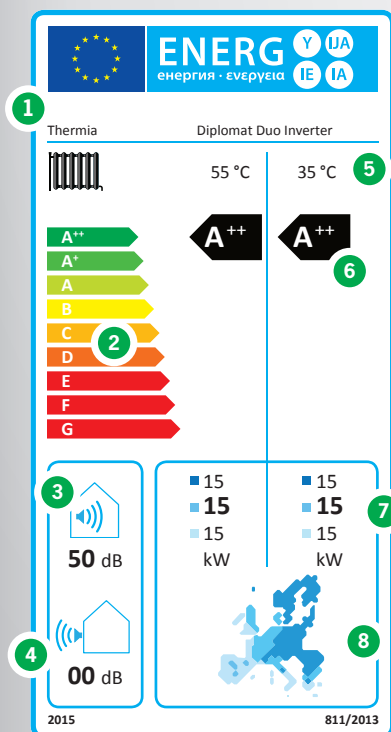 ENERG Y IJA
енергия · ενεργεια IE IA
1
Thermia Diplomat Duo Inverter
55 °C 35 °C 5
A++ A++ A++
A+
6
A
B
C 2
D
E
F
G
3 15 15
15 15 7
50 dB 15 15
kW kW
4 8
00 dB
2015 811/2013